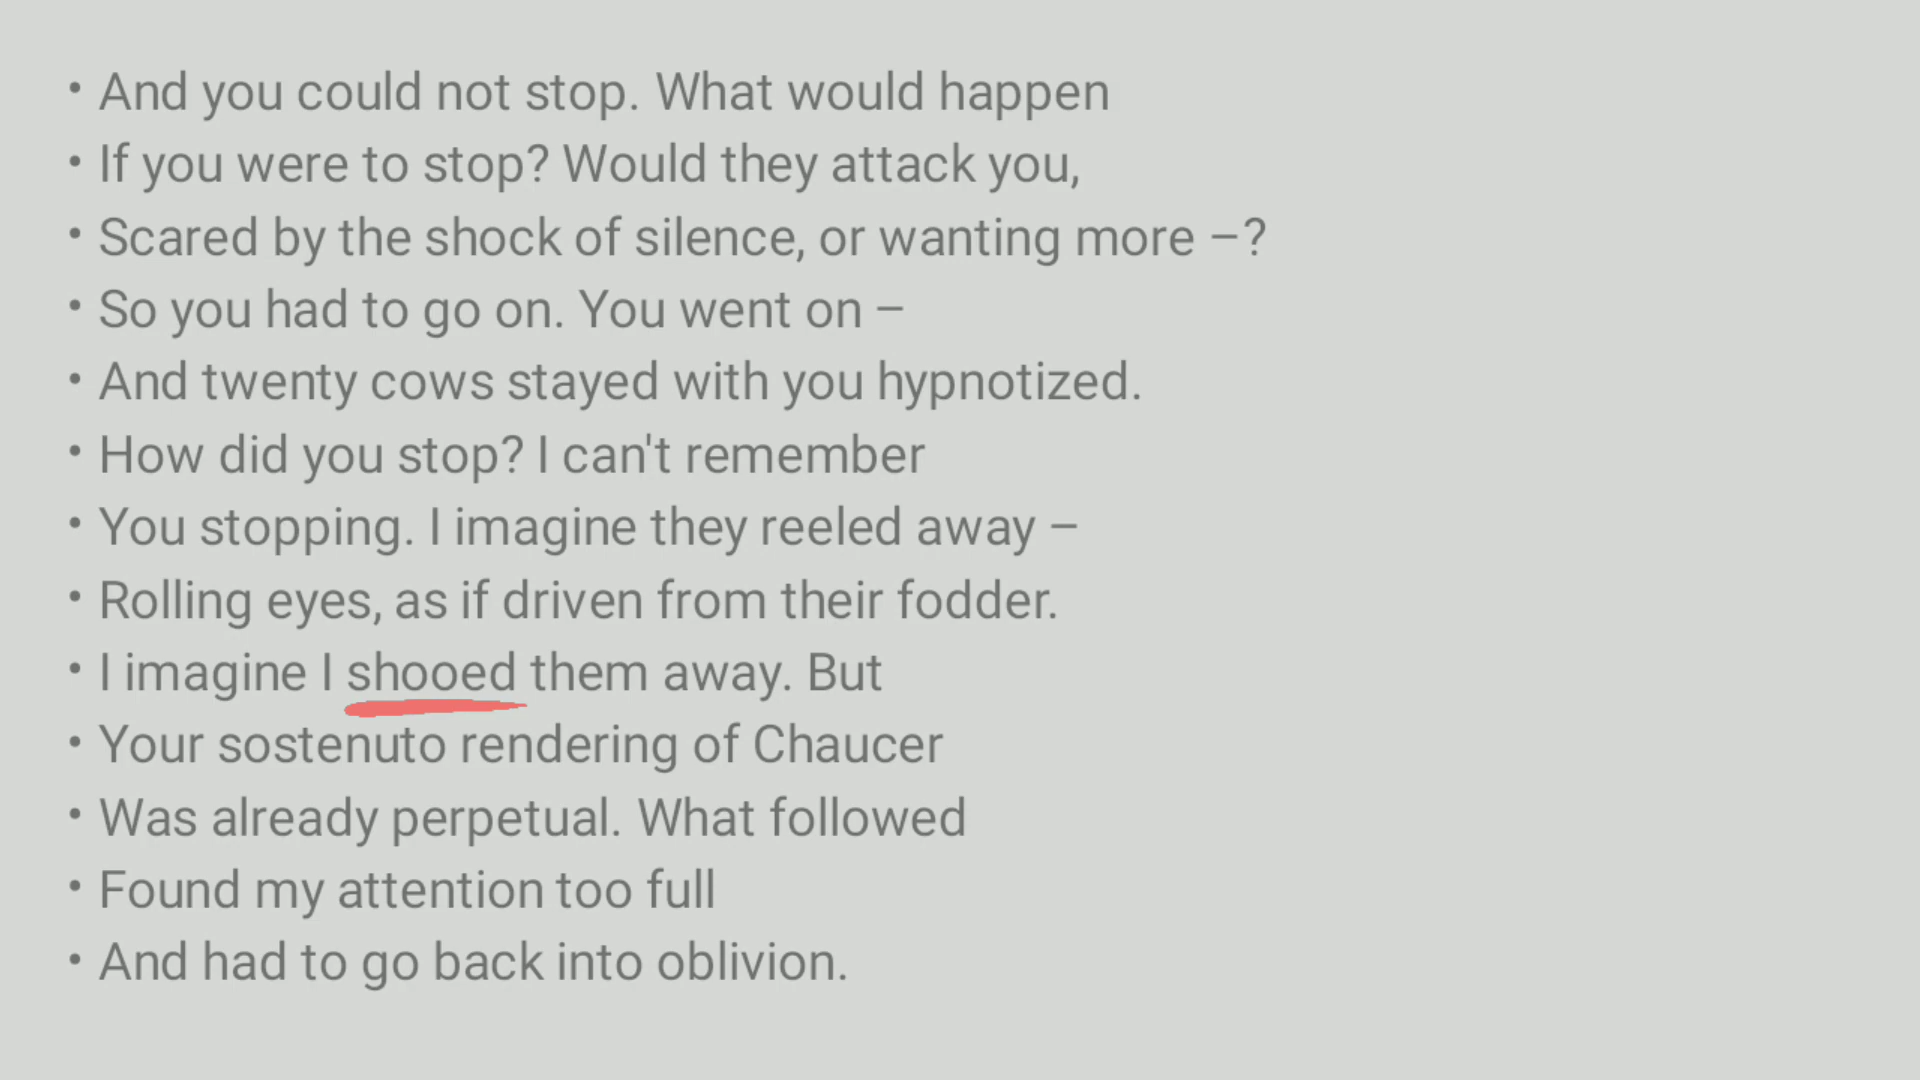 • And you could not stop. What would happen
• If you were to stop? Would they attack you,
• Scared by the shock of silence, or wanting more –?
• So you had to go on. You went on –
• And twenty cows stayed with you hypnotized.
• How did you stop? I can't remember
• You stopping. I imagine they reeled away –
• Rolling eyes, as if driven from their fodder.
• I imagine I shooed them away. But
• Your sostenuto rendering of Chaucer
• Was already perpetual. What followed
• Found my attention too full
• And had to go back into oblivion.